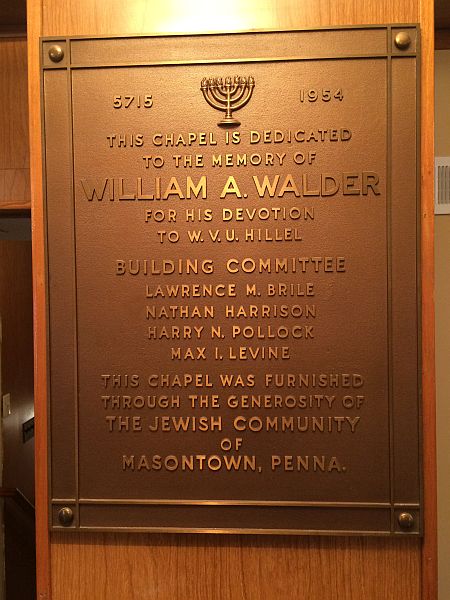 5715 1954
THIS CHAPEL IS DEDICATED
TO THE MEMORY OF
WILLIAM A. WALDER
FOR HIS DEVOTION
TO W.V.U. HILLEL
BUILDING COMMITTEE
LAWRENCE M. BRILE
NATHAN HARRISON
HARRY N. POLLOCK
MAX I. LEVINE
THIS CHAPEL WAS FURNISHED
THROUGH THE GENEROSITY OF
THE JEWISH COMMUNITY
OF
MASONTOWN, PENNA.